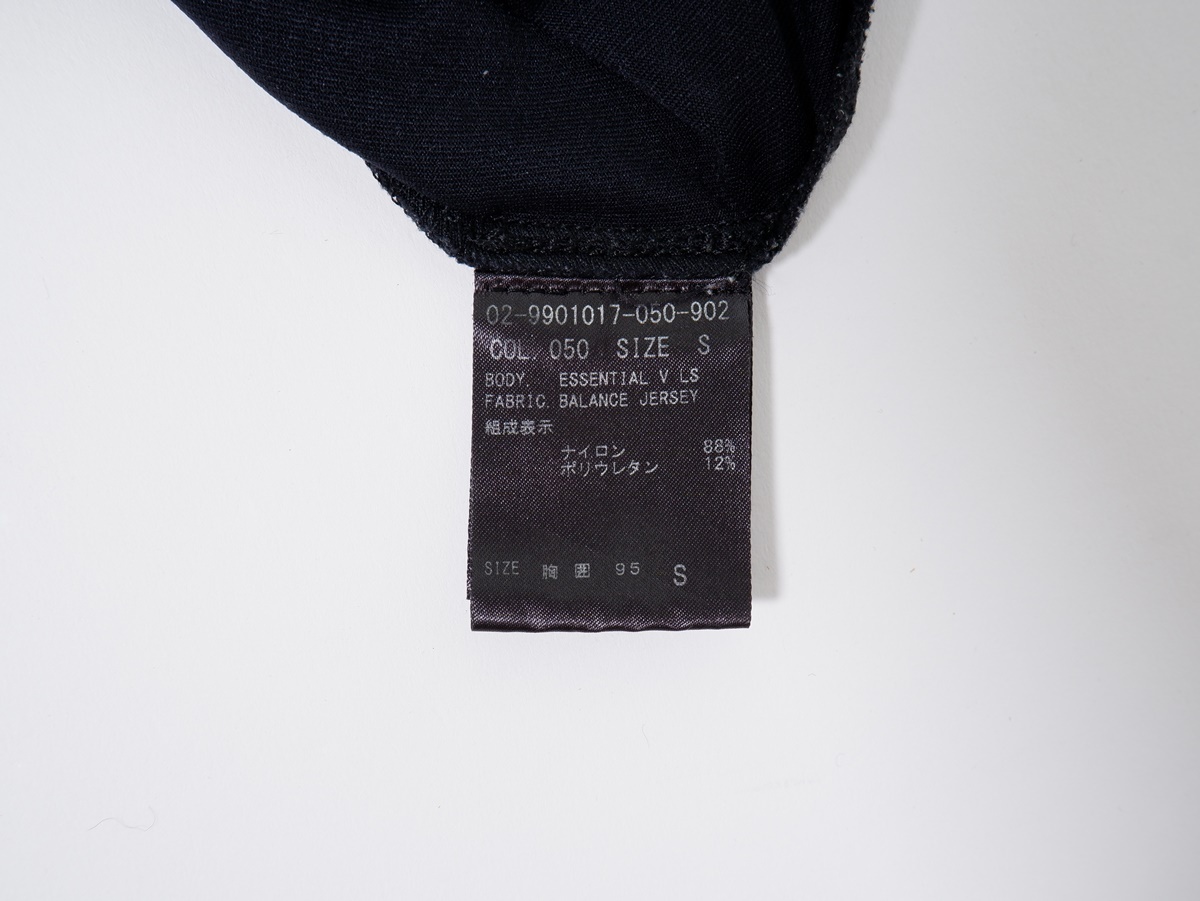 02-9901017-050-902
COL. 050 SIZE S
BODY. ESSENTIAL V LS
FABRIC. BALANCE JERSEY
組成表示
ナイロン 88%
ポリウレタン 12%
SIZE 胸囲 95 S